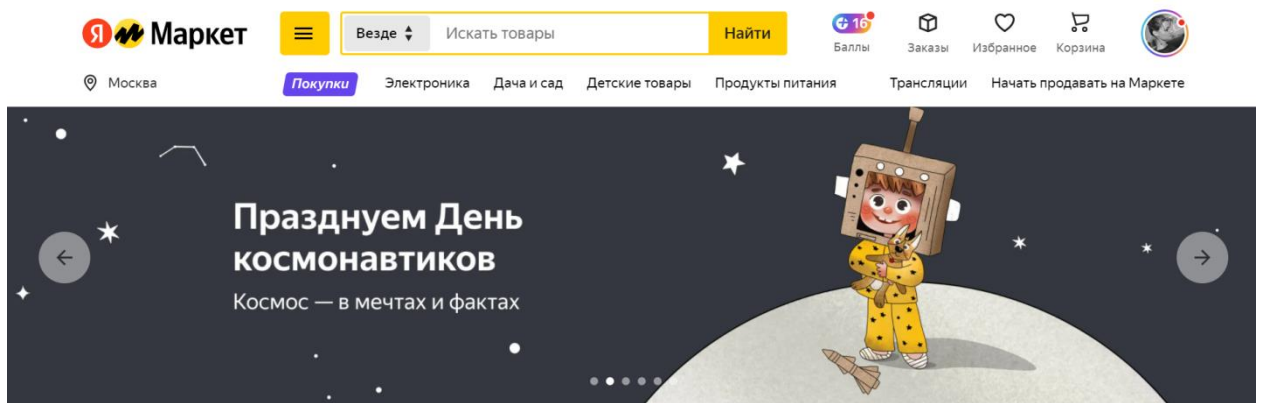 Я Маркет
Везде
Искать товары
Найти
16
Баллы
Заказы
Избранное
Корзина
Москва
Покупки
Электроника
Дача и сад
Детские товары
Продукты питания
Трансляции
Начать продавать на Маркете
Празднуем День
космонавтиков
Космос — в мечтах и фактах